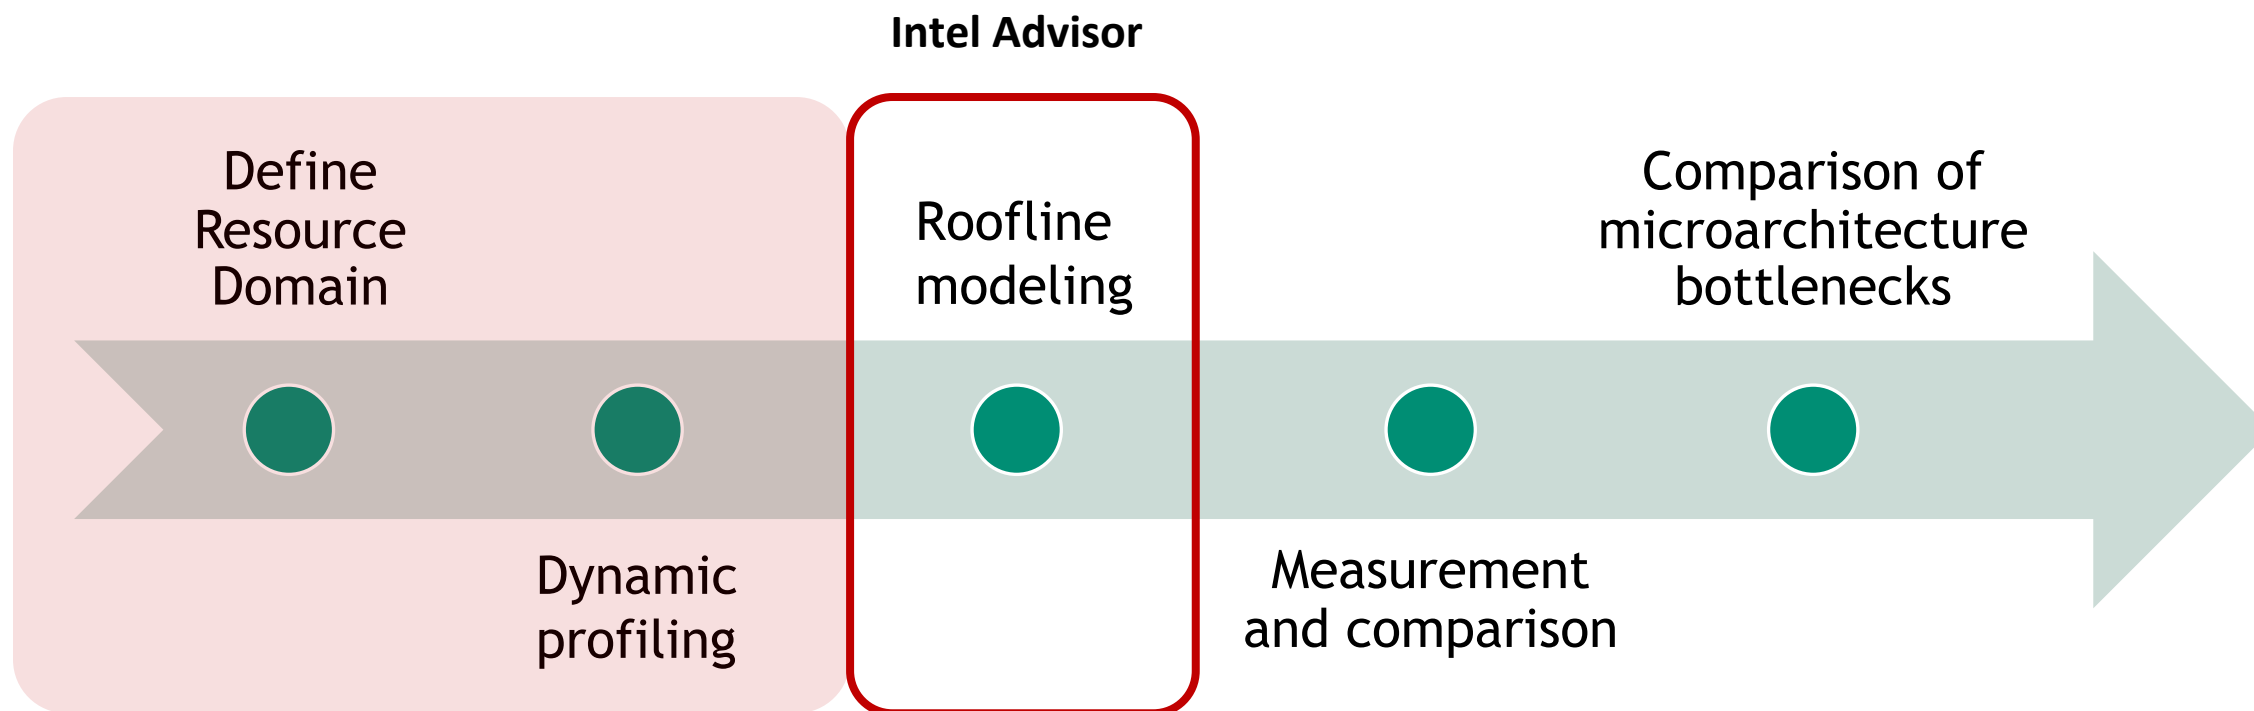 Intel Advisor
Define
Resource
Domain
Dynamic
profiling
Roofline
modeling
Measurement
and comparison
Comparison of
microarchitecture
bottlenecks